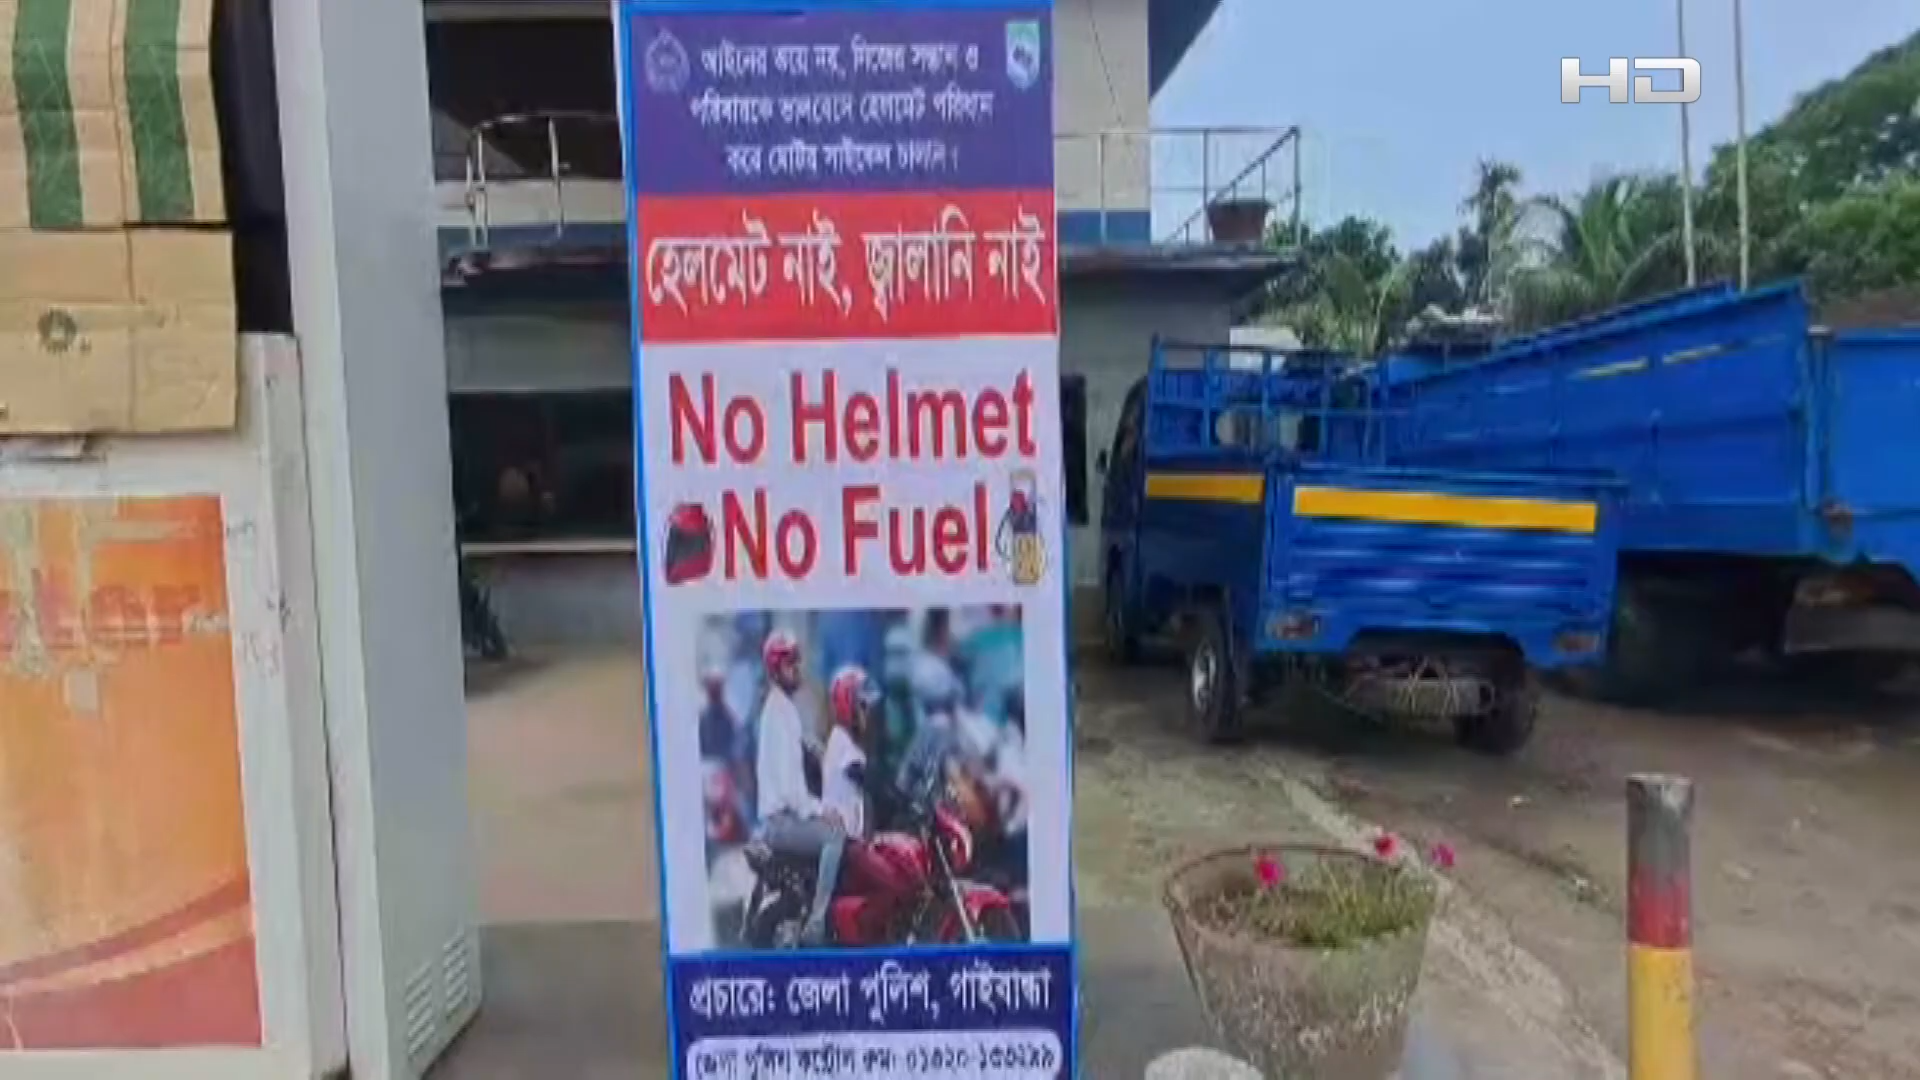 আইনের ভয়ে নয়, নিজের সন্তান ও
পরিবারকে ভালবেসে হেলমেট পরিধান
করে মোটর সাইকেল চালান।
হেলমেট নাই, জ্বালানি নাই
No Helmet
No Fuel
প্রচারে: জেলা পুলিশ, গাইবান্ধা
জেলা পুলিশ কন্ট্রোল রুম:
HD